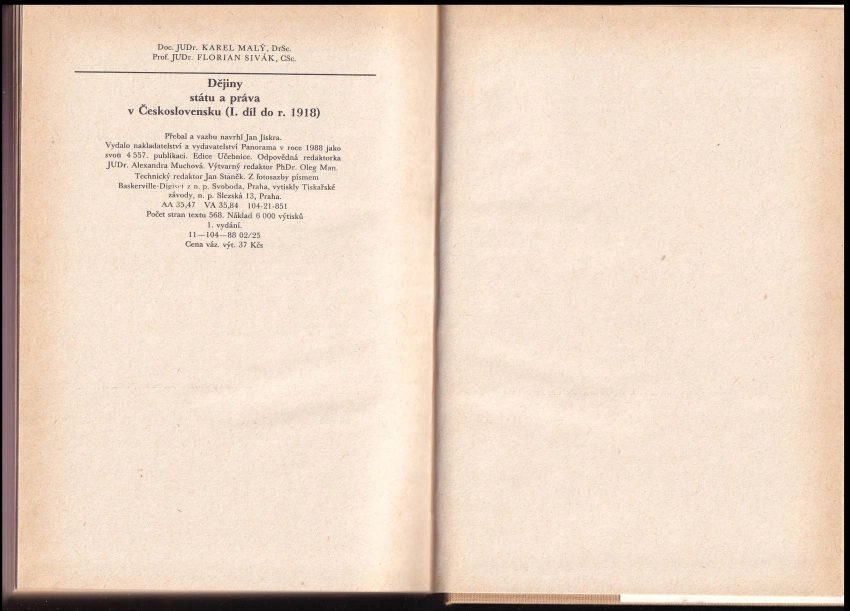 Doc. JUDr. KAREL MALÝ, DrSc.
Prof. JUDr. FLORIAN SIVÁK, CSc.
Dějiny
státu a práva
v Československu (I. díl do r. 1918)
Přebal a vazbu navrhl Jan Jiskra.
Vydalo nakladatelství a vydavatelství Panorama v roce 1988 jako
svou 4 557. publikaci. Edice Učebnice. Odpovědná redaktorka
JUDr. Alexandra Muchová. Výtvarný redaktor PhDr. Oleg Man.
Technický redaktor Jan Staněk. Z fotosazby písmem
Baskerville-Digiset z n. p. Svoboda, Praha, vytiskly Tiskařské
závody, n. p. Slezská 13, Praha.
AA 35,47 VA 35,84 104-21-851
Počet stran textu 568. Náklad 6 000 výtisků
1. vydání.
11—104—88 02/25
Cena váz. výt. 37 Kčs